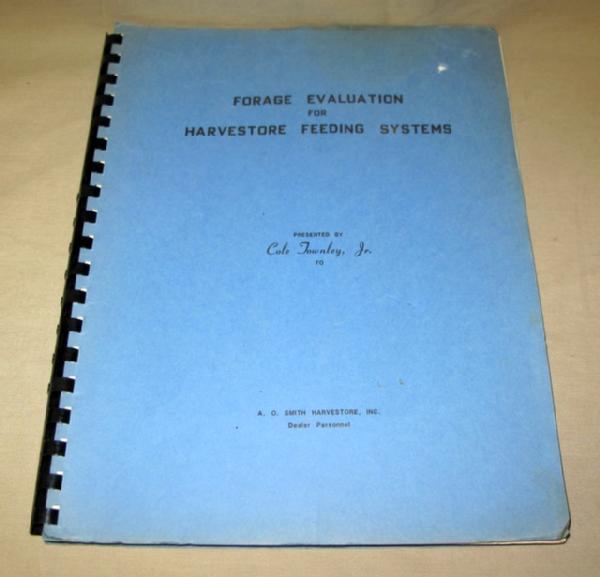 FORAGE EVALUATION
FOR
HARVESTORE FEEDING SYSTEMS
PRESENTED BY
Cole Townley, Jr.
TO
A. O. SMITH HARVESTORE, INC.
Dealer Personnel